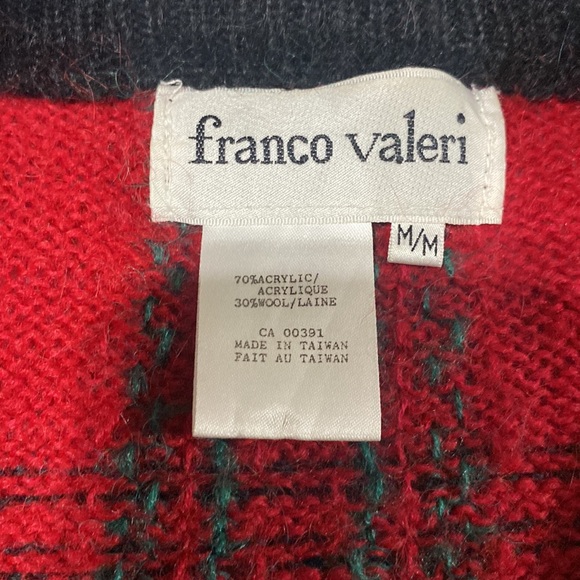 franco valeri
M/M
70%ACRYLIC/
ACRYLIQUE
30%WOOL/LAINE
CA 00391
MADE IN TAIWAN
FAIT AU TAIWAN